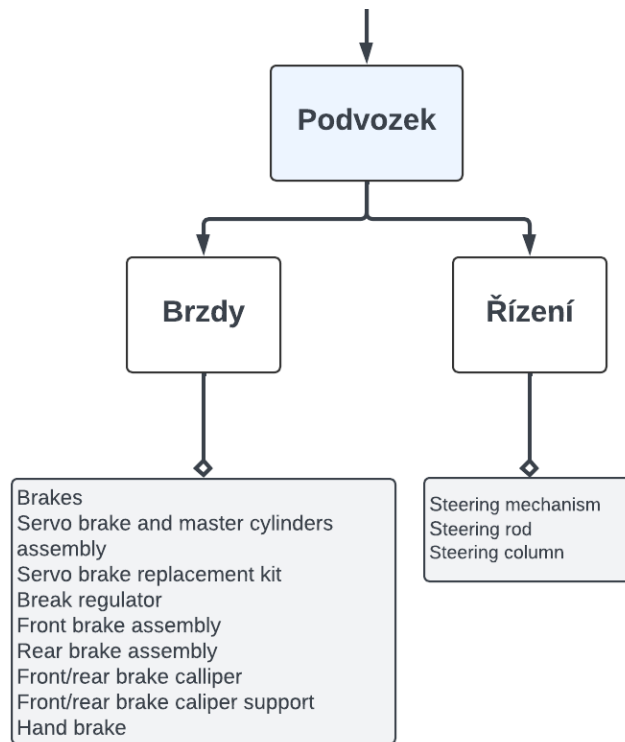 Podvozek
Brzdy
Řízení
Brakes
Servo brake and master cylinders
assembly
Servo brake replacement kit
Break regulator
Front brake assembly
Rear brake assembly
Front/rear brake calliper
Front/rear brake caliper support
Hand brake
Steering mechanism
Steering rod
Steering column